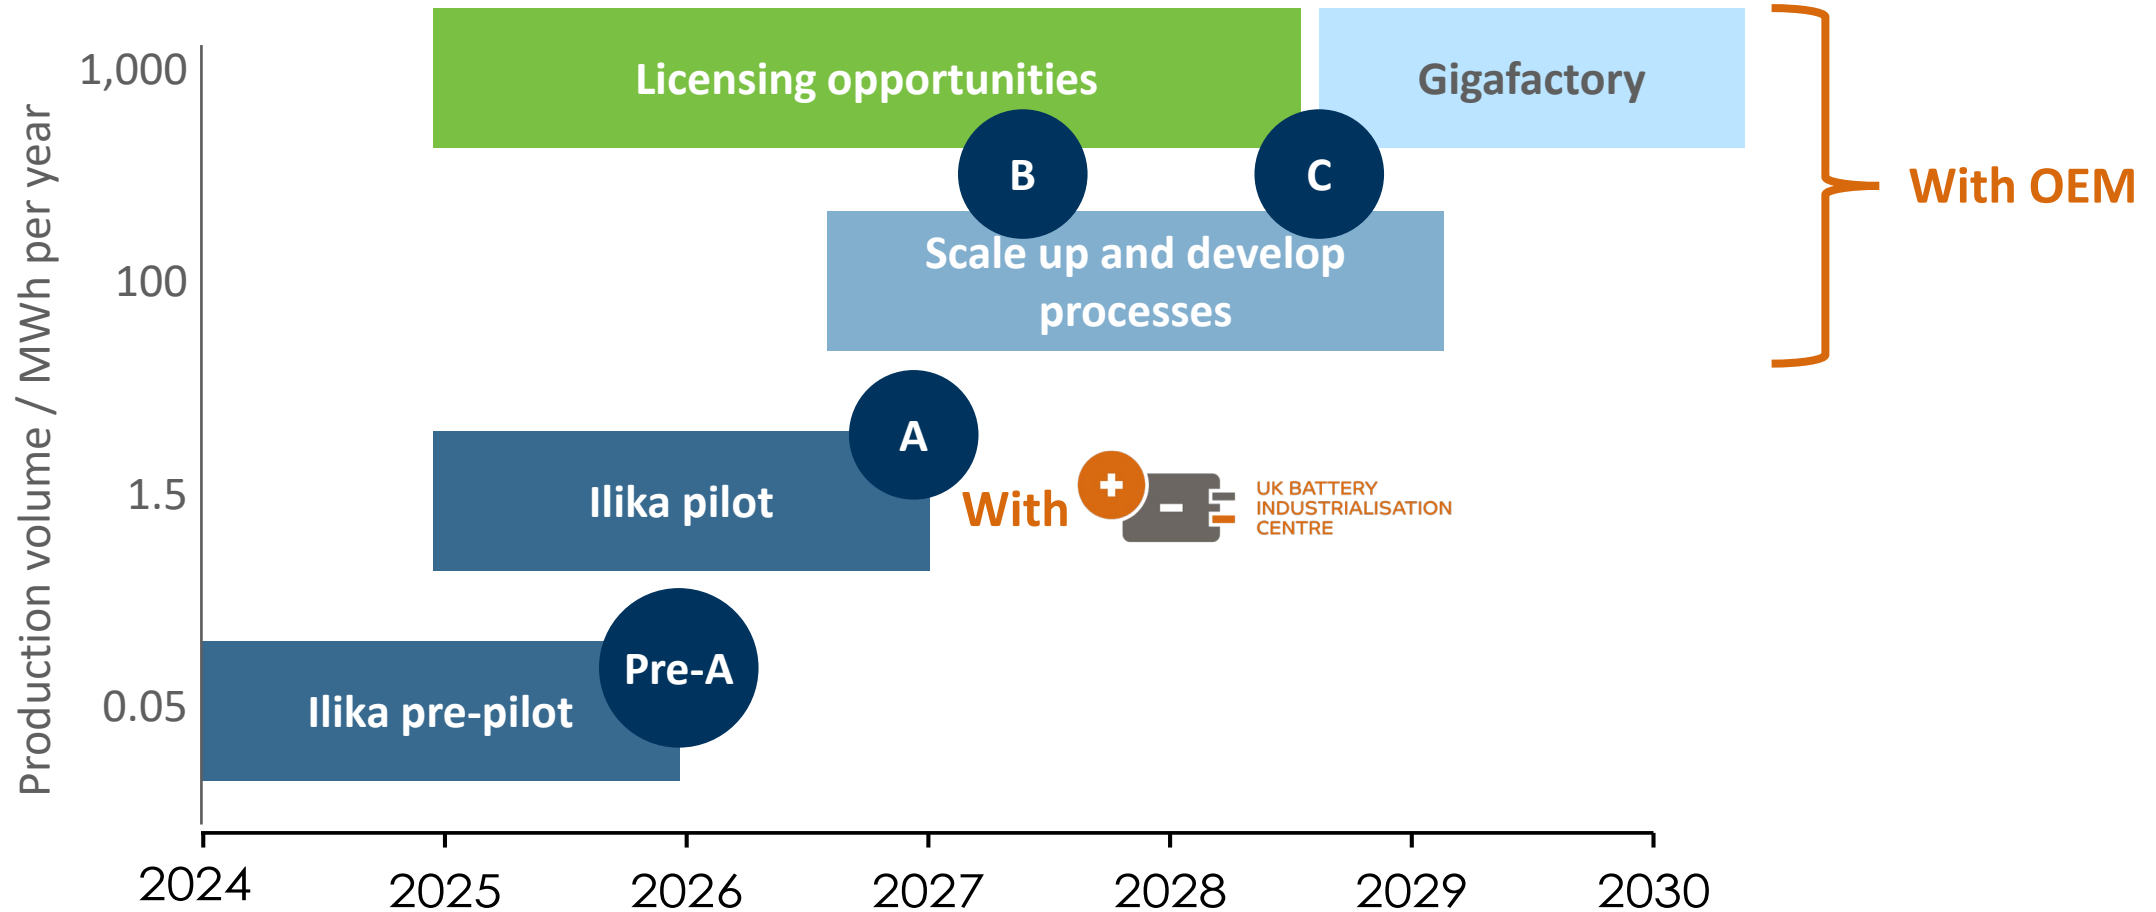 Production volume / MWh per year
1,000
100
1.5
0.05
Licensing opportunities
Gigafactory
B
C
With OEM
Scale up and develop
processes
A
Ilika pilot
With
UK BATTERY
INDUSTRIALISATION
CENTRE
Pre-A
Ilika pre-pilot
2024
2025
2026
2027
2028
2029
2030